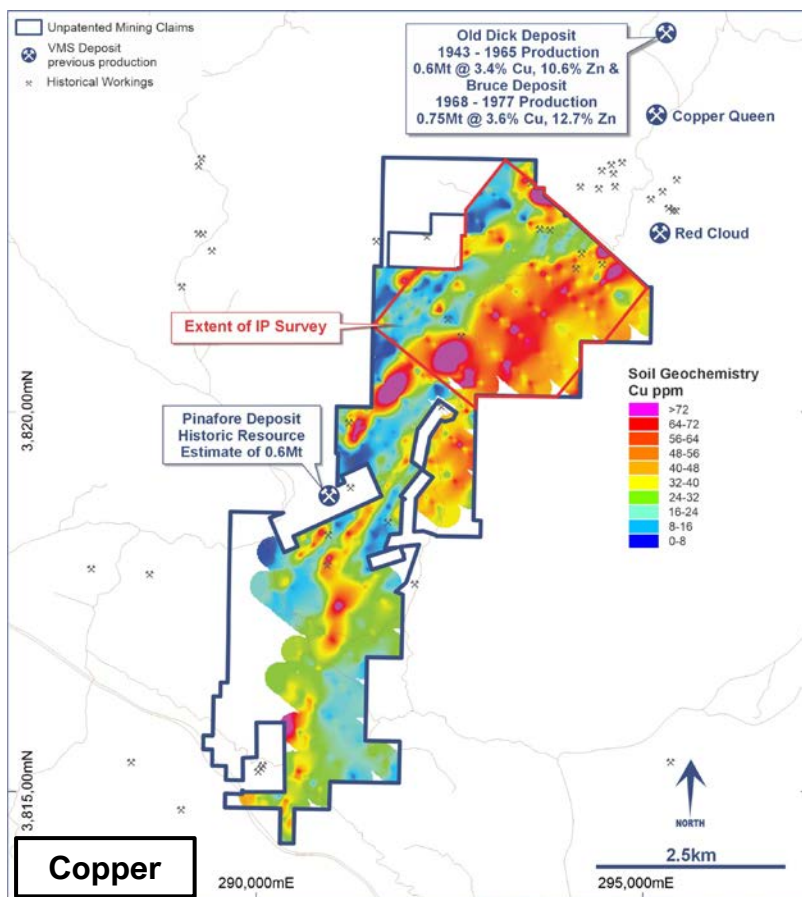 Unpatented Mining Claims
VMS Deposit
previous production
Historical Workings
Old Dick Deposit
1943 - 1965 Production
0.6Mt @ 3.4% Cu, 10.6% Zn &
Bruce Deposit
1968 - 1977 Production
0.75Mt @ 3.6% Cu, 12.7% Zn
Copper Queen
Red Cloud
Extent of IP Survey
Soil Geochemistry
Cu ppm
>72
64-72
56-64
48-56
40-48
32-40
24-32
16-24
8-16
0-8
3,820,00mN
Pinafore Deposit
Historic Resource
Estimate of 0.6Mt
3,815,00mN
NORTH
2.5km
Copper
290,000mE
295,000mE